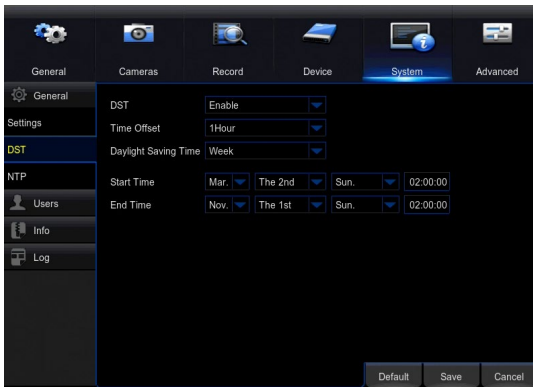 General Cameras Record Device System Advanced
General
Settings
DST
NTP
Users
Info
Log
DST Enable
Time Offset 1Hour
Daylight Saving Time Week
Start Time Mar. The 2nd Sun. 02:00:00
End Time Nov. The 1st Sun. 02:00:00
Default Save Cancel